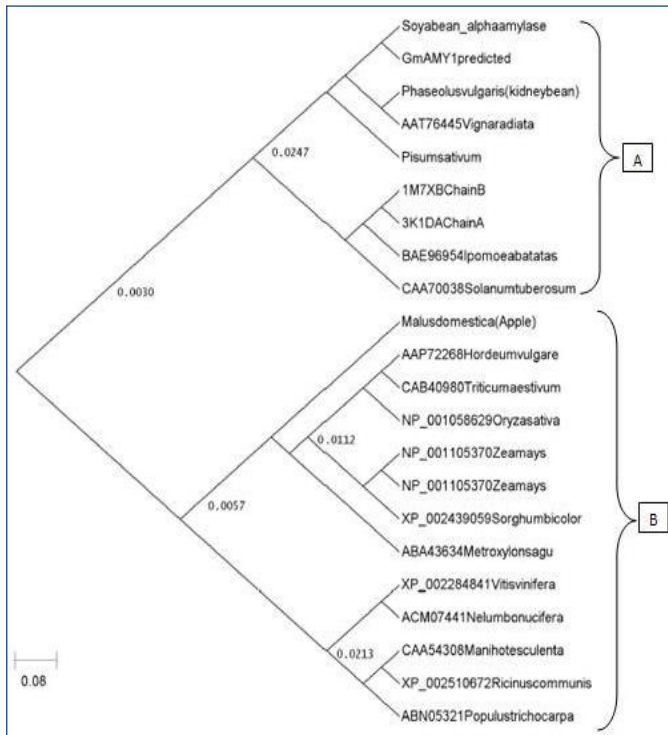 Soyabean_alphaamylase
GmAMY1predicted
Phaseolusvulgaris(kidneybean)
AAT76445Vignaradiata
Pisumsativum
0.0247
A
1M7XBChainB
3K1DAChainA
BAE96954Ipomoeabatatas
CAA70038Solanumtuberosum
0.0030
Malusdomestica(Apple)
AAP72268Hordeumvulgare
CAB40980Triticumaestivum
NP_001058629Oryzasativa
0.0112
NP_001105370Zeamays
NP_001105370Zeamays
0.0057
XP_002439059Sorghumbicolor
B
ABA43634Metroxylonsagu
XP_002284841Vitisvinifera
ACM07441Nelumbonucifera
0.0213
CAA54308Manihotesculenta
XP_002510672Ricinuscommunis
ABN05321Populustrichocarpa
0.08